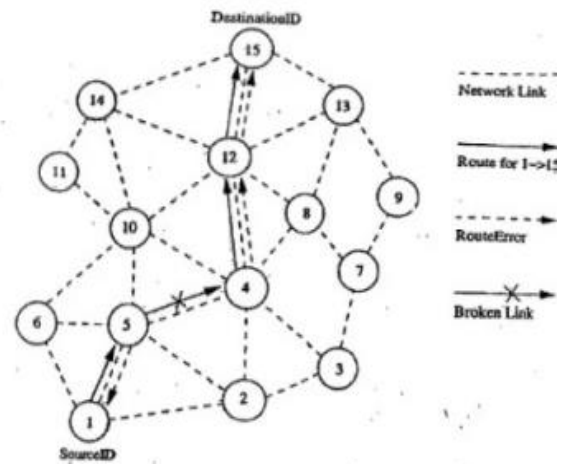 DestinationID
15
14
13
12
11
9
8
10
7
4
6
5
3
2
1
SourceID
Network Link
Route for 1->15
RouteError
Broken Link